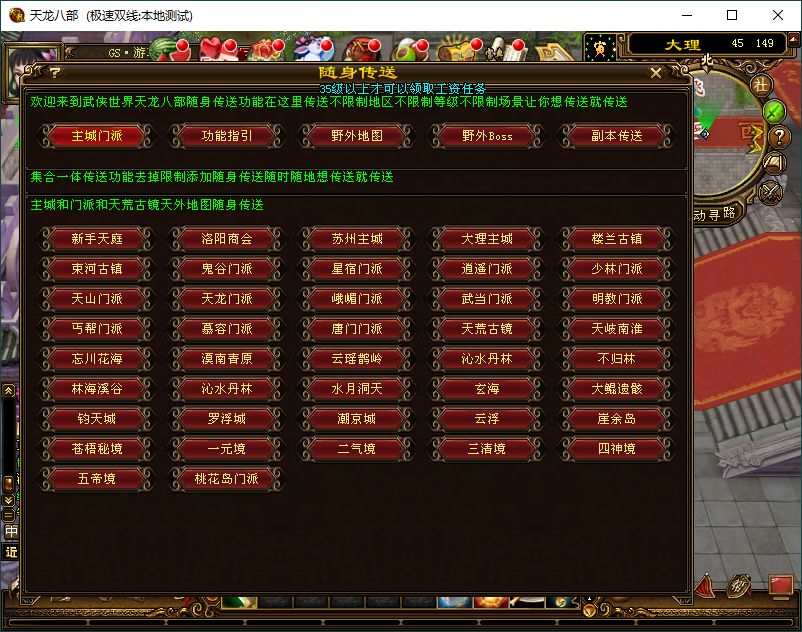 天龙八部 (极速双线:本地测试)
GS·游
大理 45 149
北
社
随身传送
35级以上才可以领取工资任务
欢迎来到武侠世界天龙八部随身传送功能在这里传送不限制地区不限制等级不限制场景让你想传送就传送
主城门派 功能指引 野外地图 野外Boss 副本传送
集合一体传送功能去掉限制添加随身传送随时随地想传送就传送
主城和门派和天荒古镜天外地图随身传送
动寻路
新手天庭 洛阳商会 苏州主城 大理主城 楼兰古镇
束河古镇 鬼谷门派 星宿门派 逍遥门派 少林门派
天山门派 天龙门派 峨嵋门派 武当门派 明教门派
丐帮门派 慕容门派 唐门门派 天荒古镜 天岐南淮
忘川花海 漠南青原 云瑶鹊岭 沁水丹林 不归林
林海溪谷 沁水丹林 水月洞天 玄海 大鲲遗骸
钧天城 罗浮城 潮京城 云浮 崖余岛
苍梧秘境 一元境 二气境 三清境 四神境
五帝境 桃花岛门派
中
近